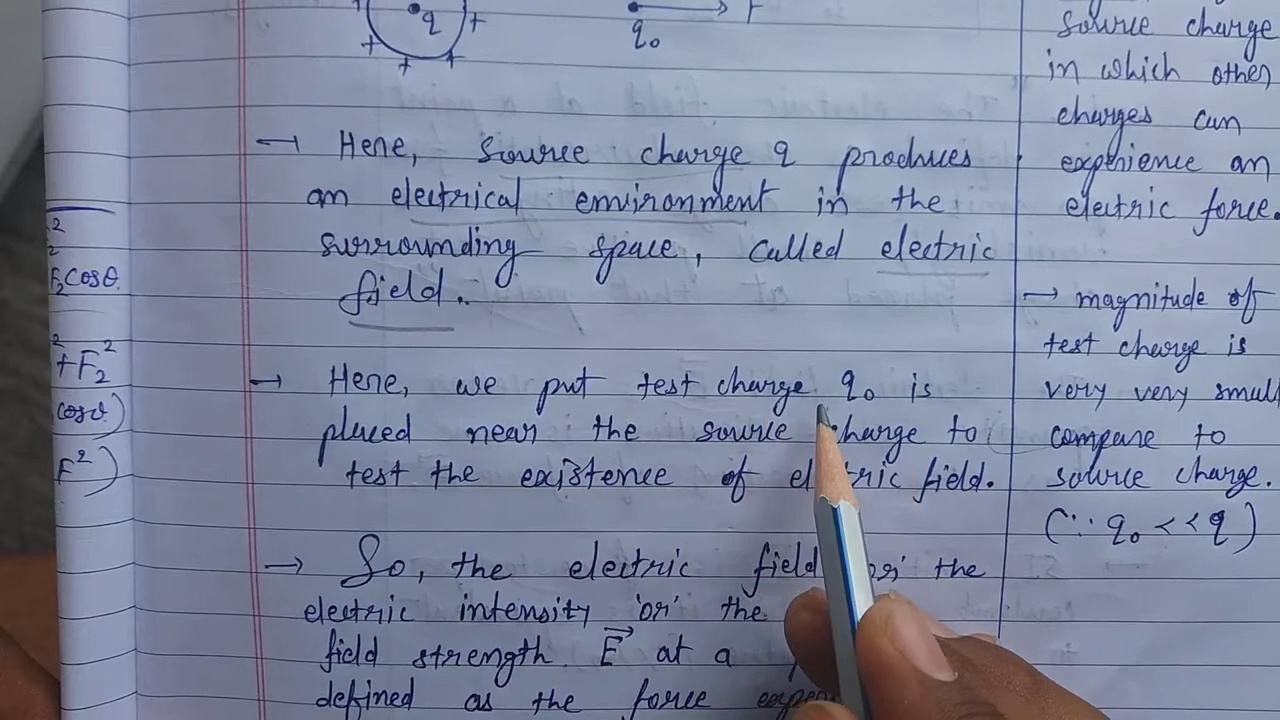 q
q₀
F
→ Here, source charge q produces
an electrical environment in the
surrounding space, called electric
field.
→ Here, we put test charge q₀ is
placed near the source charge to
test the existence of electric field.
→ So, the electric field 'or' the
electric intensity 'or' the
field strength E⃗ at a
defined as the force
source charge
in which other
charges can
experience an
electric force.
→ magnitude of
test charge is
very very small
compare to
source charge.
(∵ q₀ << q)
2
2
F₂cosθ
2
+F₂²
cosθ)
F²)